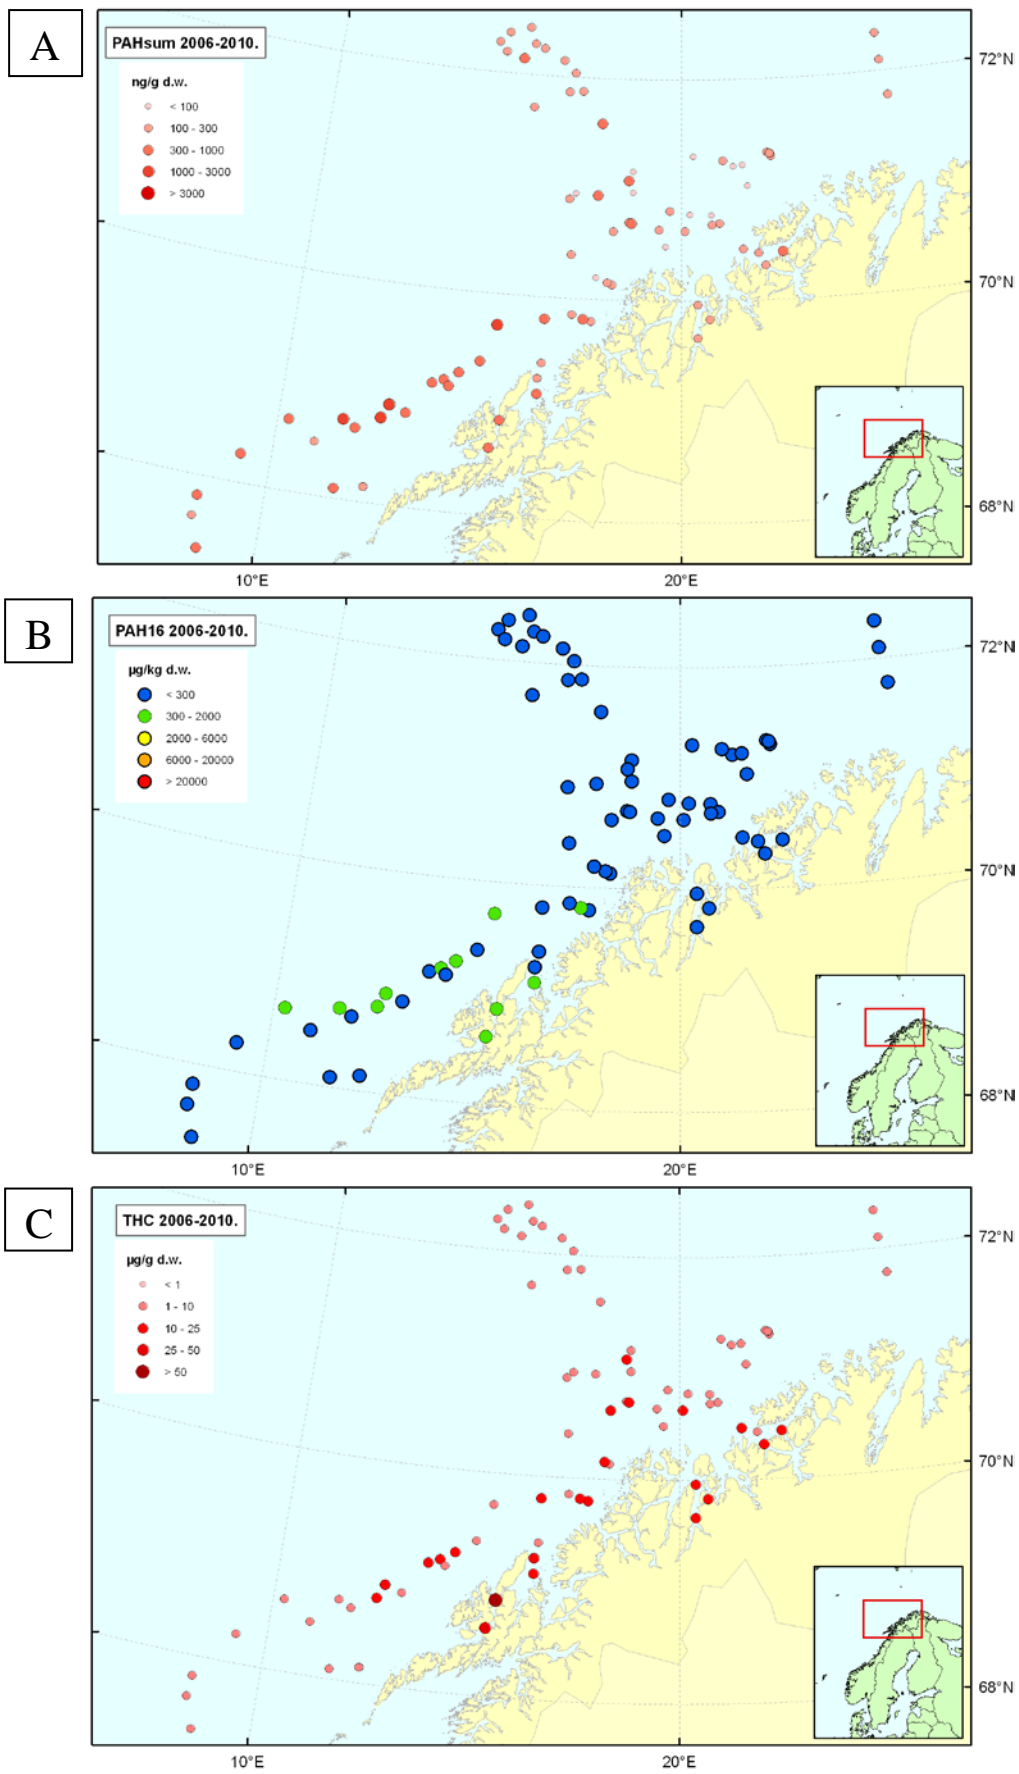 A
PAHsum 2006-2010.
ng/g d.w.
< 100
100 - 300
300 - 1000
1000 - 3000
> 3000
72°N
70°N
68°N
10°E
20°E
B
PAH16 2006-2010.
µg/kg d.w.
< 300
300 - 2000
2000 - 6000
6000 - 20000
> 20000
72°N
70°N
68°N
10°E
20°E
C
THC 2006-2010.
µg/g d.w.
< 1
1 - 10
10 - 25
25 - 50
> 50
72°N
70°N
68°N
10°E
20°E